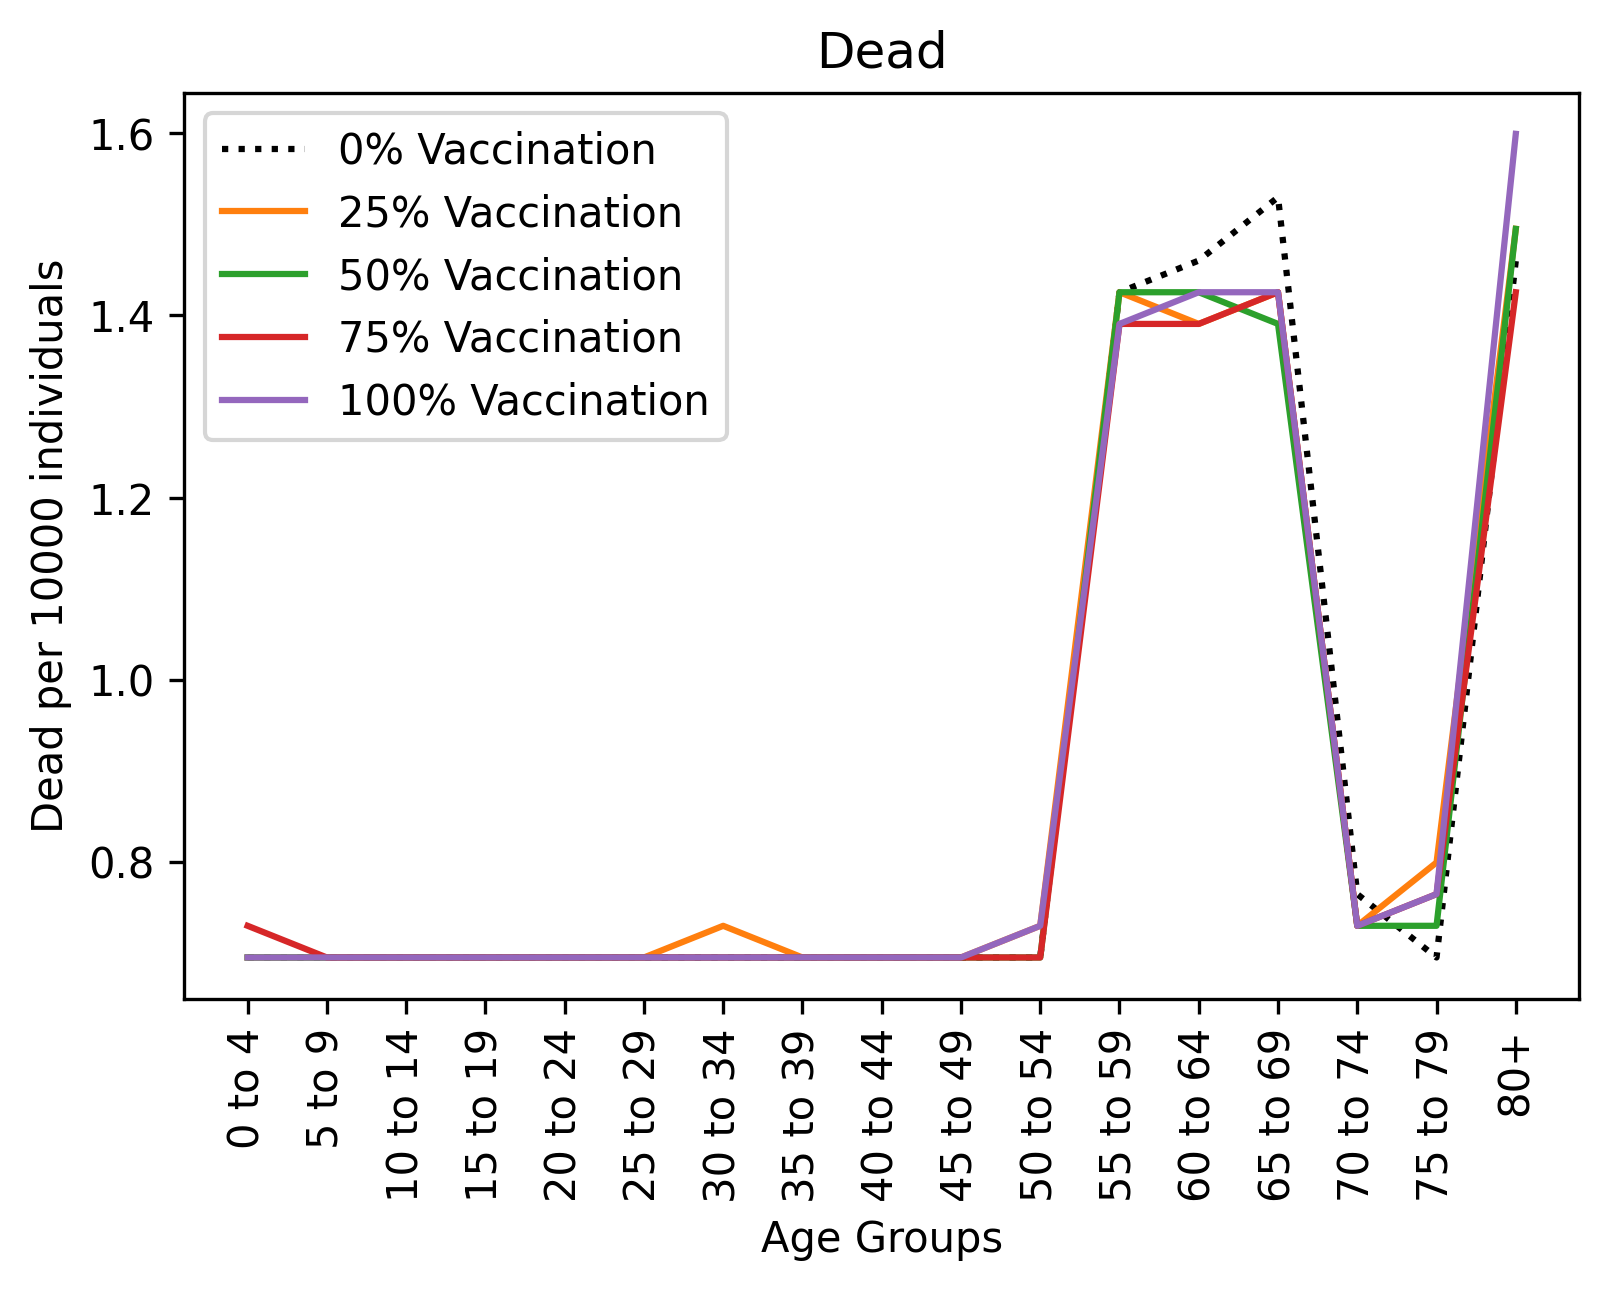 Dead
0% Vaccination
25% Vaccination
50% Vaccination
75% Vaccination
100% Vaccination
Dead per 10000 individuals
1.6
1.4
1.2
1.0
0.8
0 to 4
5 to 9
10 to 14
15 to 19
20 to 24
25 to 29
30 to 34
35 to 39
40 to 44
45 to 49
50 to 54
55 to 59
60 to 64
65 to 69
70 to 74
75 to 79
80+
Age Groups